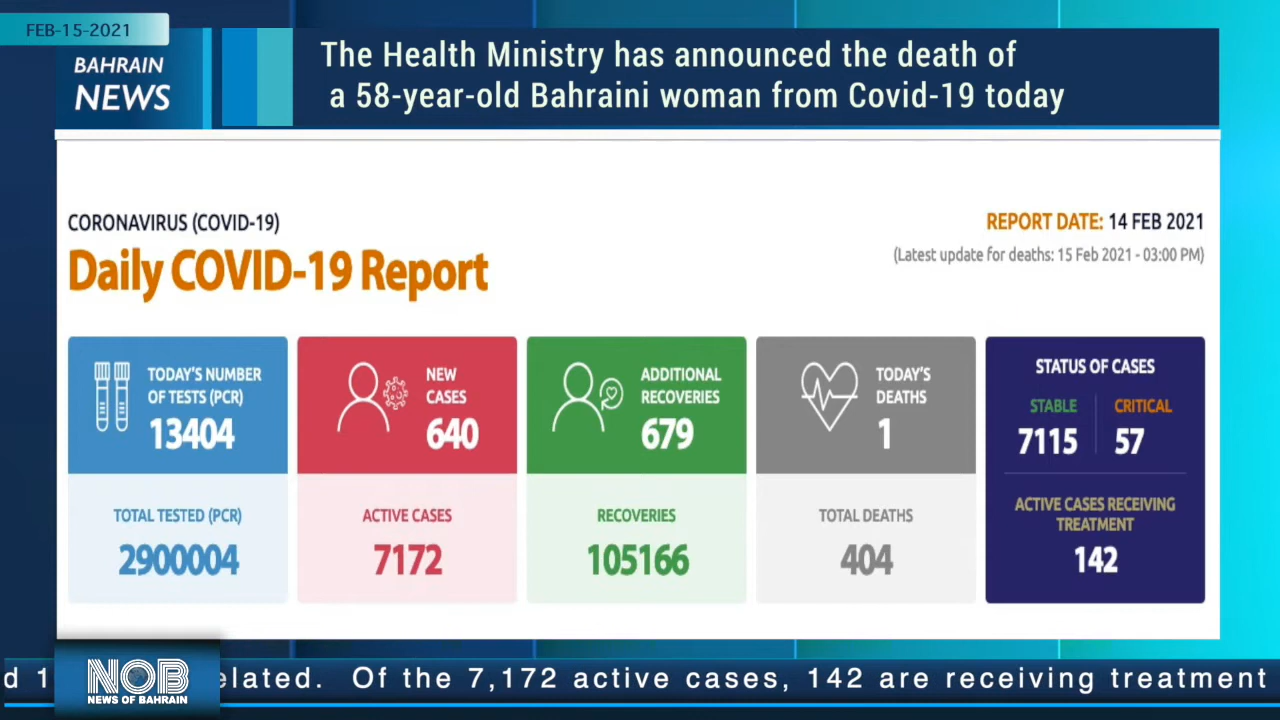 FEB-15-2021
BAHRAIN
NEWS
The Health Ministry has announced the death of
a 58-year-old Bahraini woman from Covid-19 today
CORONAVIRUS (COVID-19)
Daily COVID-19 Report
REPORT DATE: 14 FEB 2021
(Latest update for deaths: 15 Feb 2021 - 03:00 PM)
TODAY'S NUMBER
OF TESTS (PCR)
13404
TOTAL TESTED (PCR)
2900004
NEW
CASES
640
ACTIVE CASES
7172
ADDITIONAL
RECOVERIES
679
RECOVERIES
105166
TODAY'S
DEATHS
1
TOTAL DEATHS
404
STATUS OF CASES
STABLE
7115
CRITICAL
57
ACTIVE CASES RECEIVING
TREATMENT
142
d 1 elated. Of the 7,172 active cases, 142 are receiving treatment
NOB
NEWS OF BAHRAIN